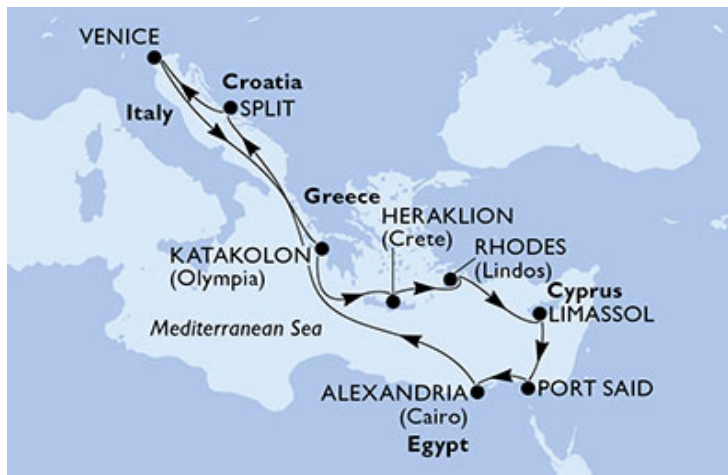 VENICE
Croatia
SPLIT
Italy
Greece
HERAKLION
(Crete)
KATAKOLON
(Olympia)
RHODES
(Lindos)
Cyprus
LIMASSOL
Mediterranean Sea
ALEXANDRIA
(Cairo)
PORT SAID
Egypt